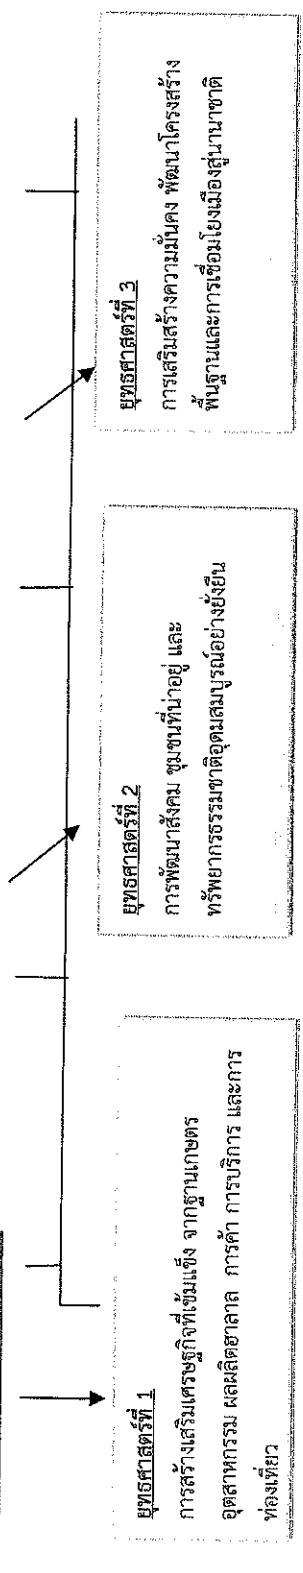 ยุทธศาสตร์ที่ 1
การสร้างเสริมเศรษฐกิจที่เข้มแข็ง จากฐานเกษตร
อุตสาหกรรม ผลผลิตฮาลาล การค้า การบริการ และการ
ท่องเที่ยว
ยุทธศาสตร์ที่ 2
การพัฒนาสังคม ชุมชนที่น่าอยู่ และ
ทรัพยากรธรรมชาติอุดมสมบูรณ์อย่างยั่งยืน
ยุทธศาสตร์ที่ 3
การเสริมสร้างความมั่นคง พัฒนาโครงสร้าง
พื้นฐานและการเชื่อมโยงเมืองสู่นานาชาติ